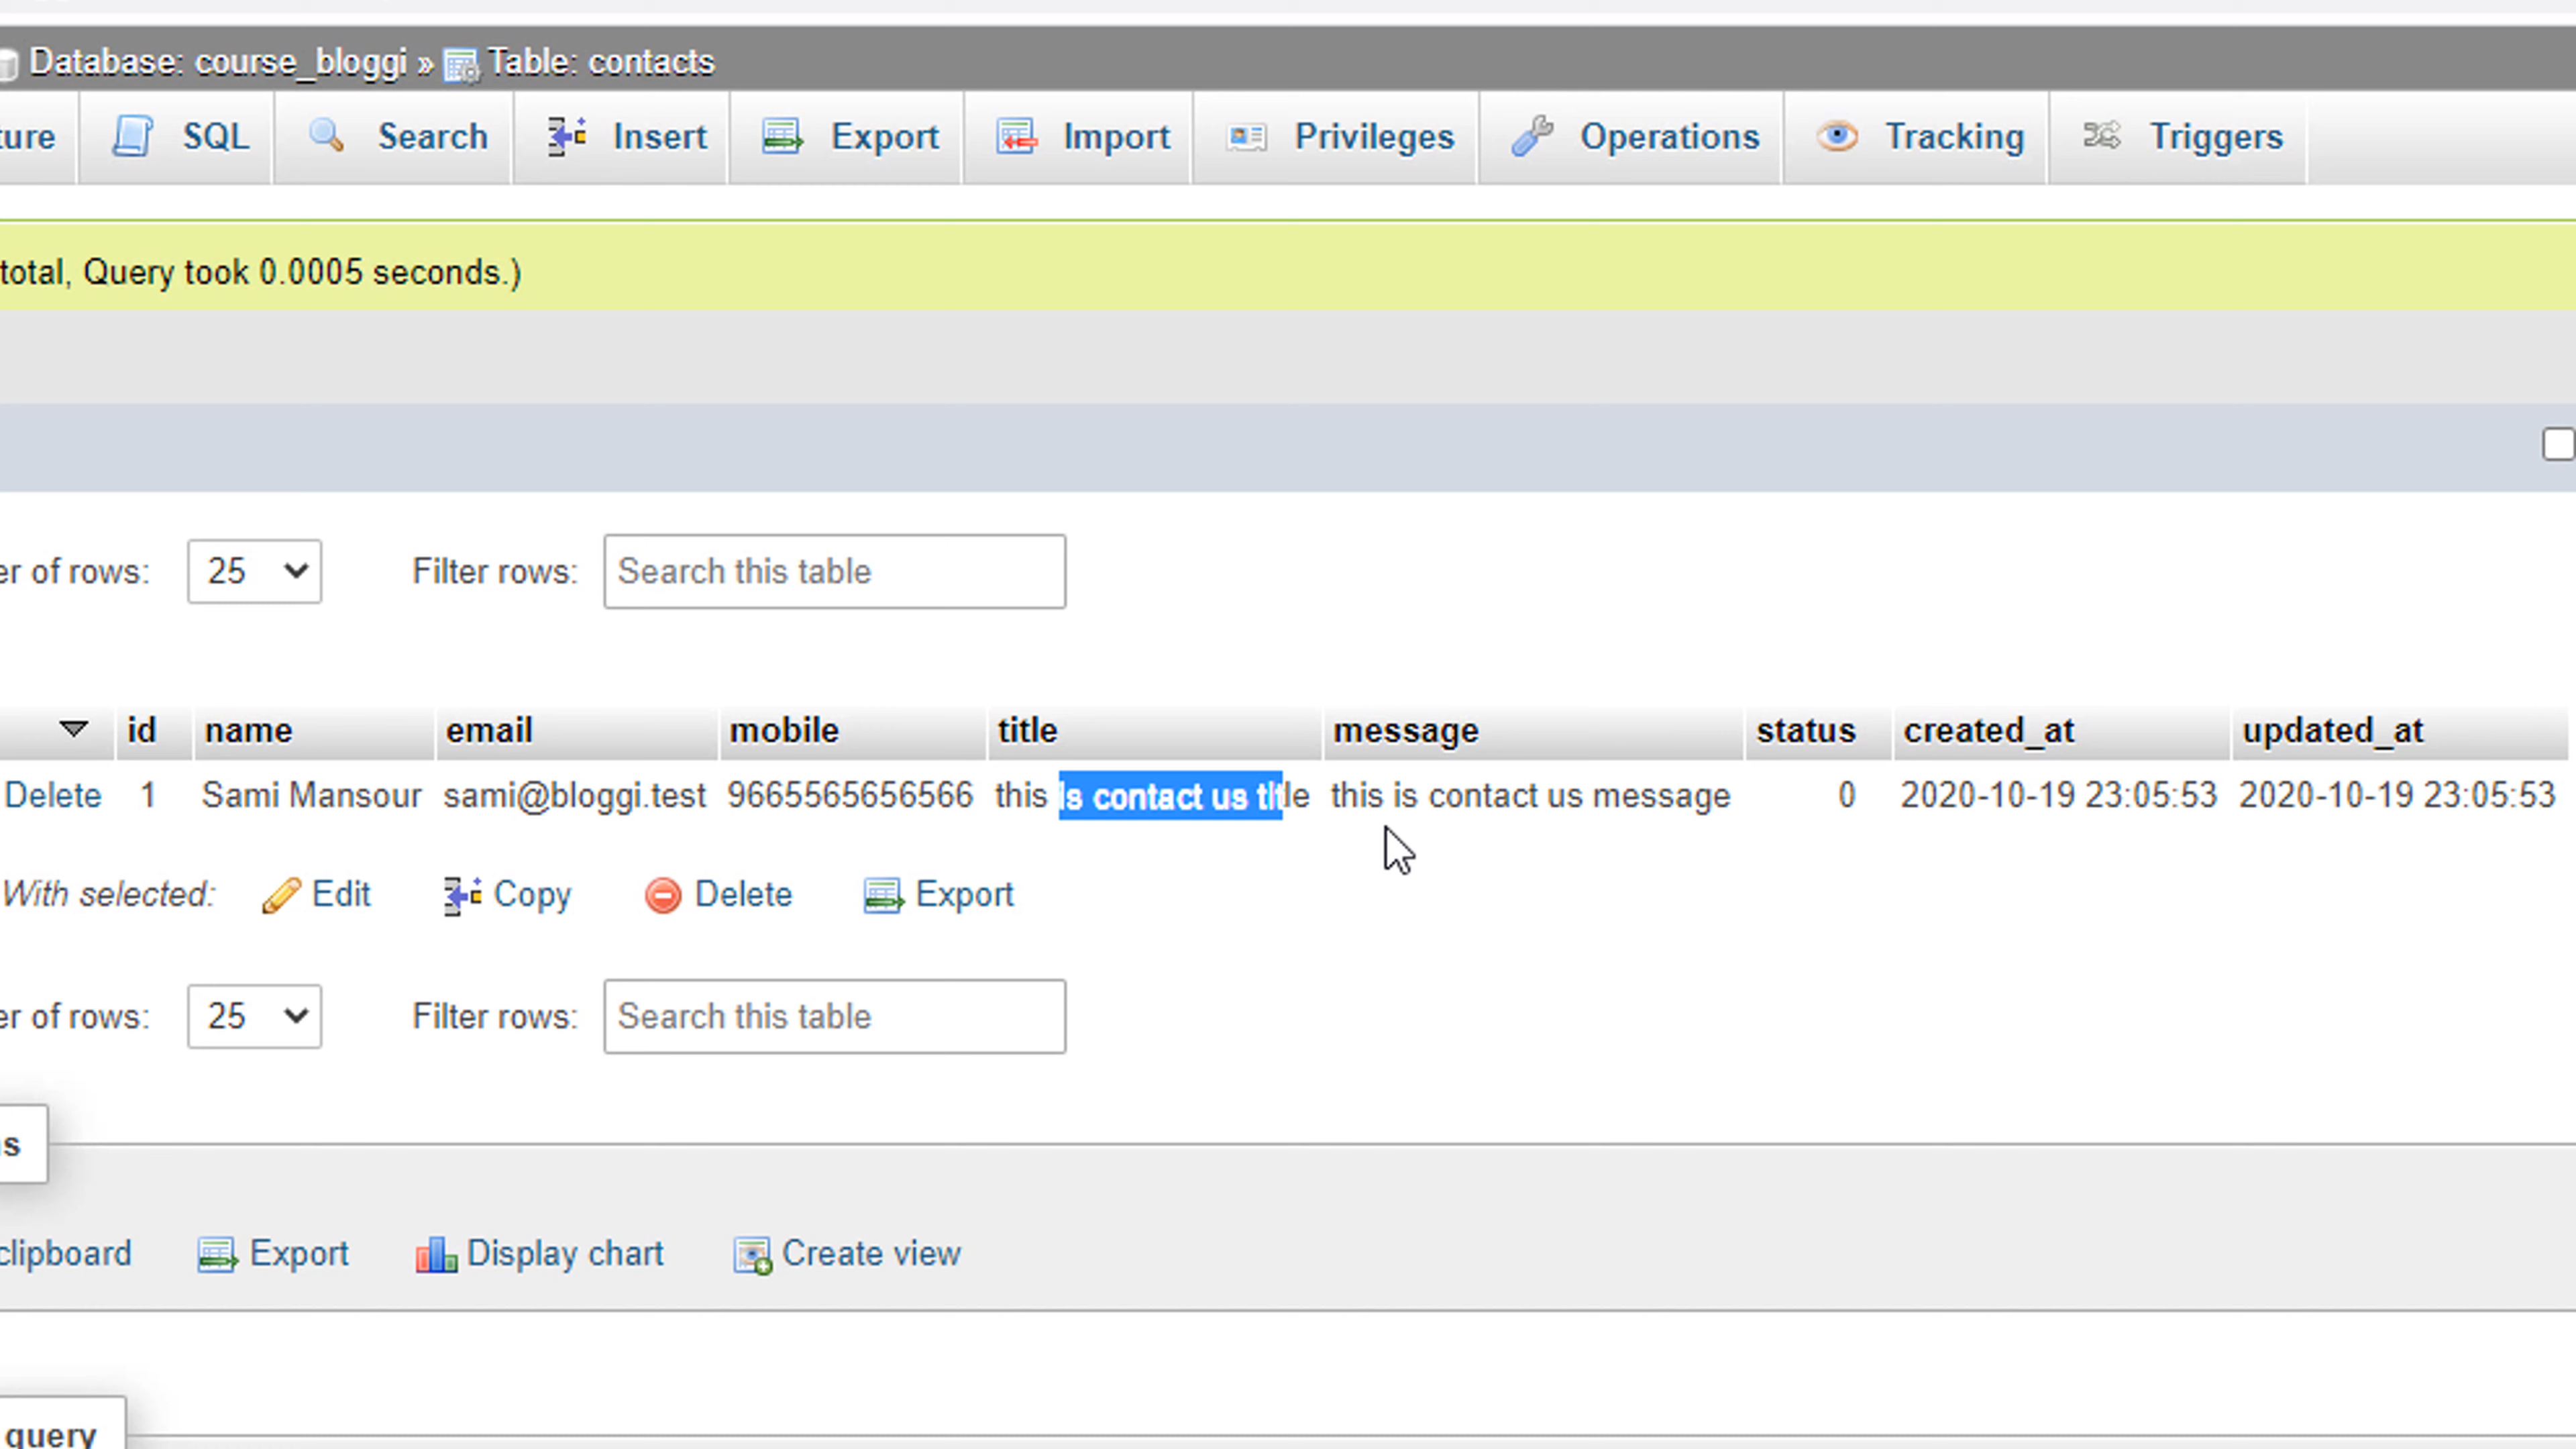 Database: course_bloggi » Table: contacts
ture SQL Search Insert Export Import Privileges Operations Tracking Triggers
total, Query took 0.0005 seconds.)
er of rows: 25 Filter rows: Search this table
id name email mobile title message status created_at updated_at
Delete 1 Sami Mansour sami@bloggi.test 9665565656566 this is contact us title this is contact us message 0 2020-10-19 23:05:53 2020-10-19 23:05:53
With selected: Edit Copy Delete Export
er of rows: 25 Filter rows: Search this table
ns
clipboard Export Display chart Create view
query